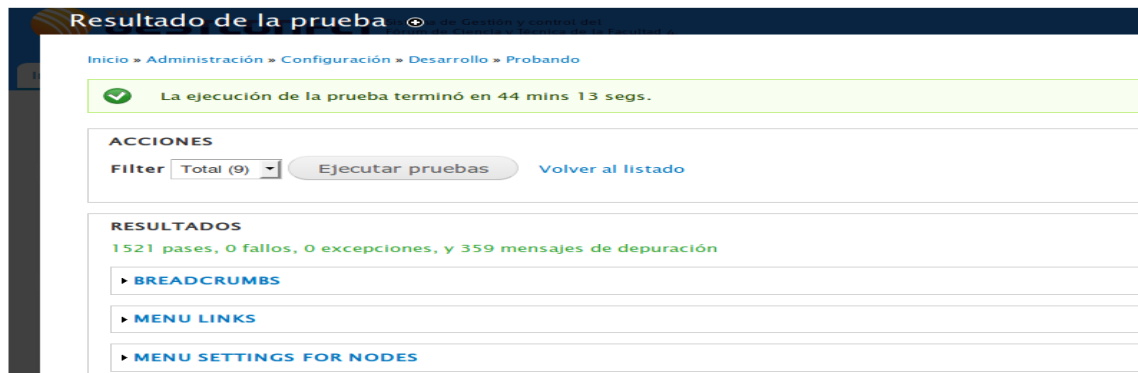 Resultado de la prueba
Inicio » Administración » Configuración » Desarrollo » Probando
La ejecución de la prueba terminó en 44 mins 13 segs.
ACCIONES
Filter Total (9) Ejecutar pruebas Volver al listado
RESULTADOS
1521 pases, 0 fallos, 0 excepciones, y 359 mensajes de depuración
BREADCRUMBS
MENU LINKS
MENU SETTINGS FOR NODES